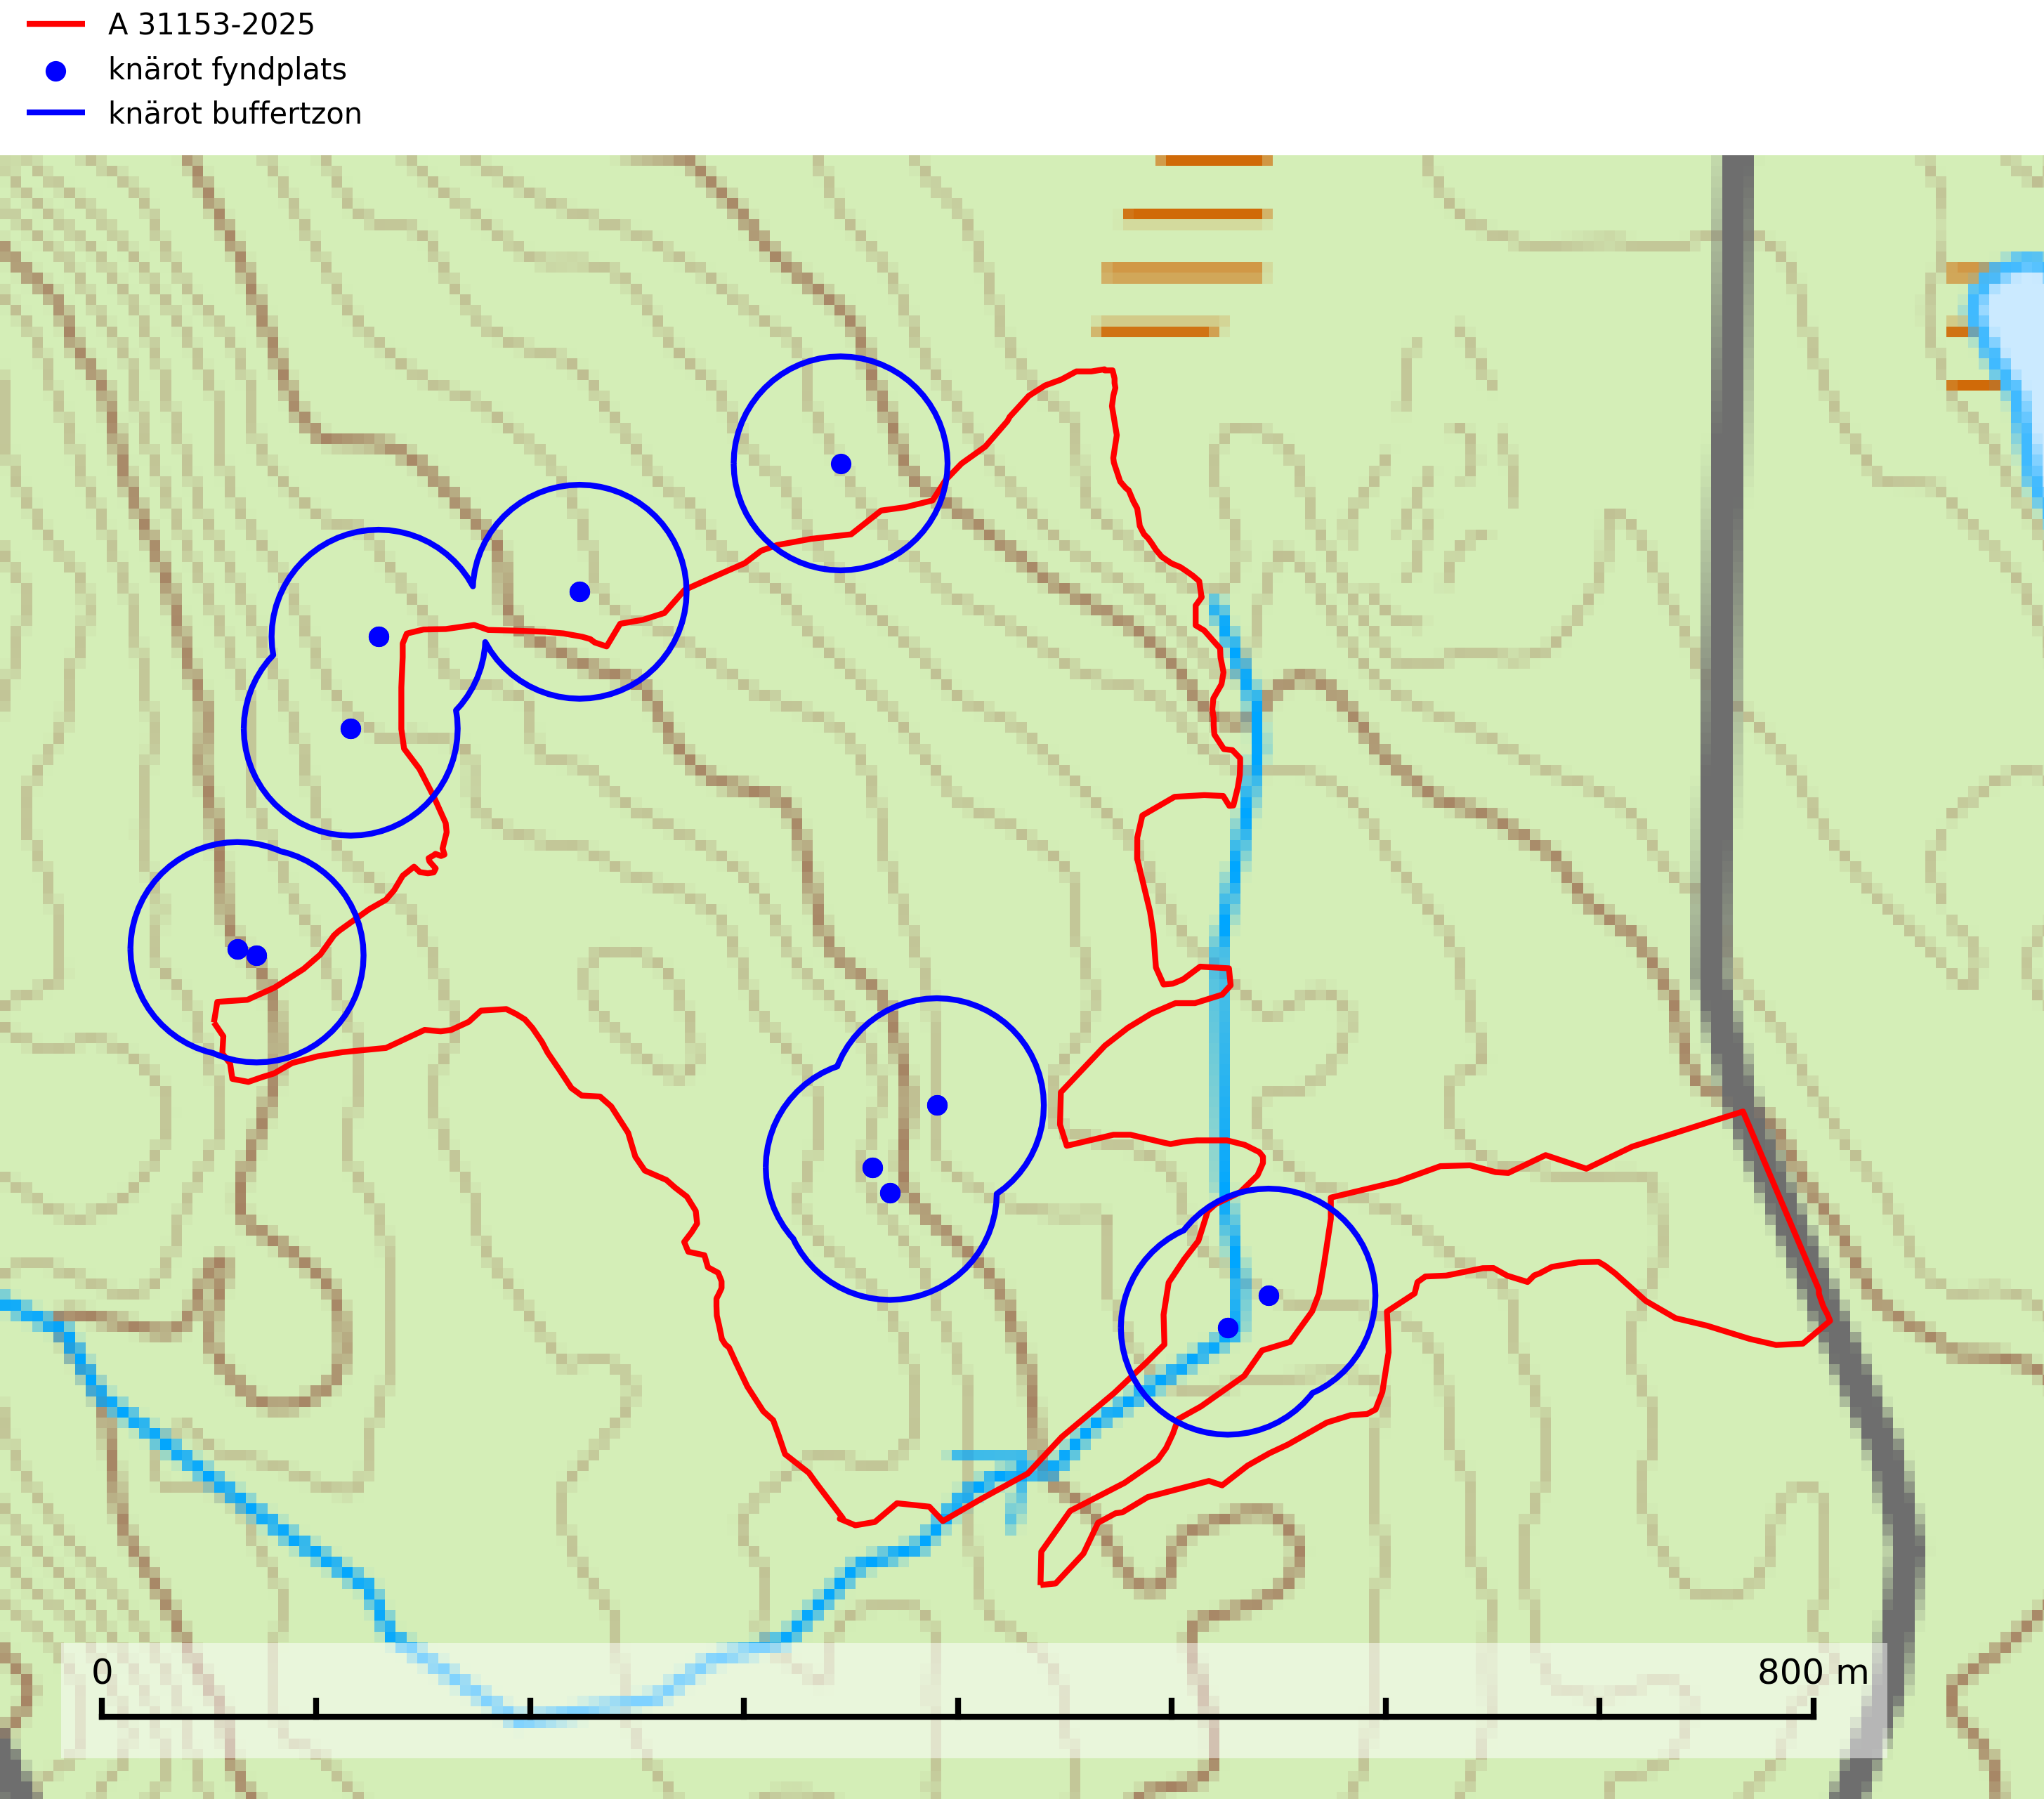 A 31153-2025
knärot fyndplats
knärot buffertzon
0
800 m